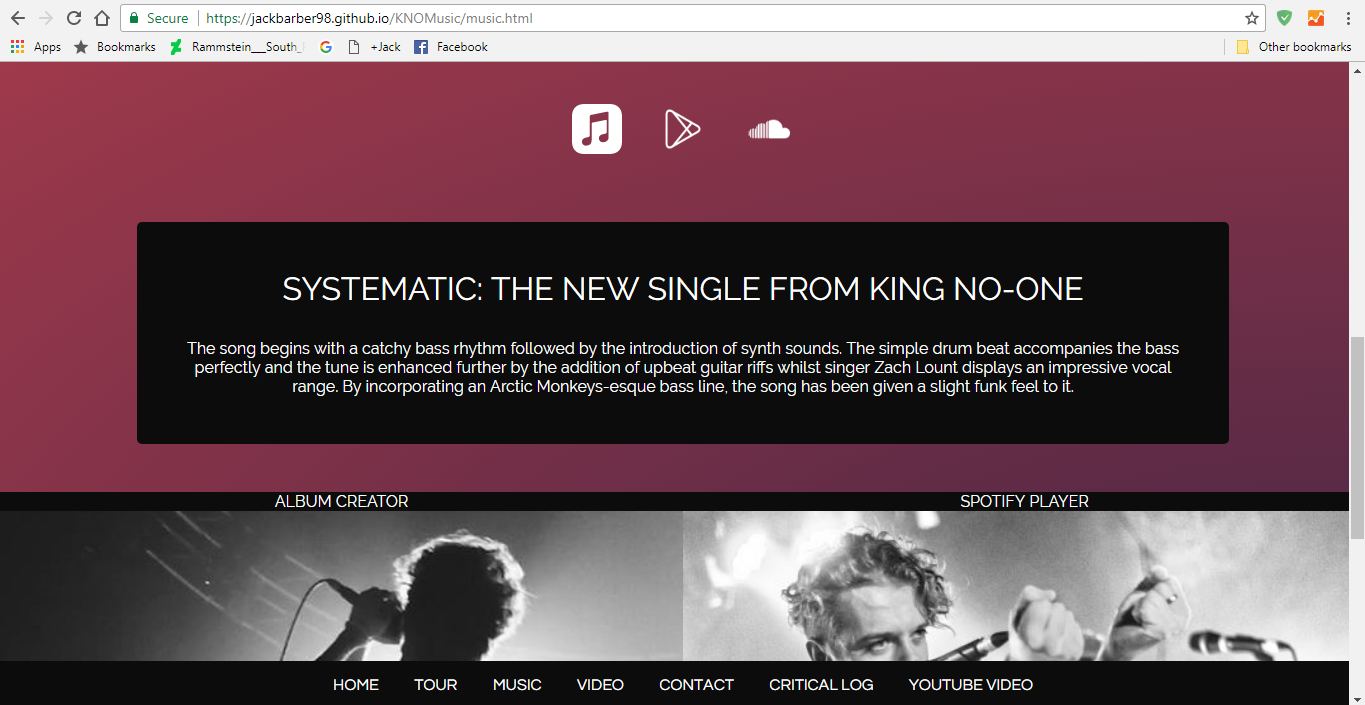 Secure https://jackbarber98.github.io/KNOMusic/music.html
Apps Bookmarks Rammstein___South_ +Jack Facebook Other bookmarks
SYSTEMATIC: THE NEW SINGLE FROM KING NO-ONE
The song begins with a catchy bass rhythm followed by the introduction of synth sounds. The simple drum beat accompanies the bass
perfectly and the tune is enhanced further by the addition of upbeat guitar riffs whilst singer Zach Lount displays an impressive vocal
range. By incorporating an Arctic Monkeys-esque bass line, the song has been given a slight funk feel to it.
ALBUM CREATOR SPOTIFY PLAYER
HOME TOUR MUSIC VIDEO CONTACT CRITICAL LOG YOUTUBE VIDEO